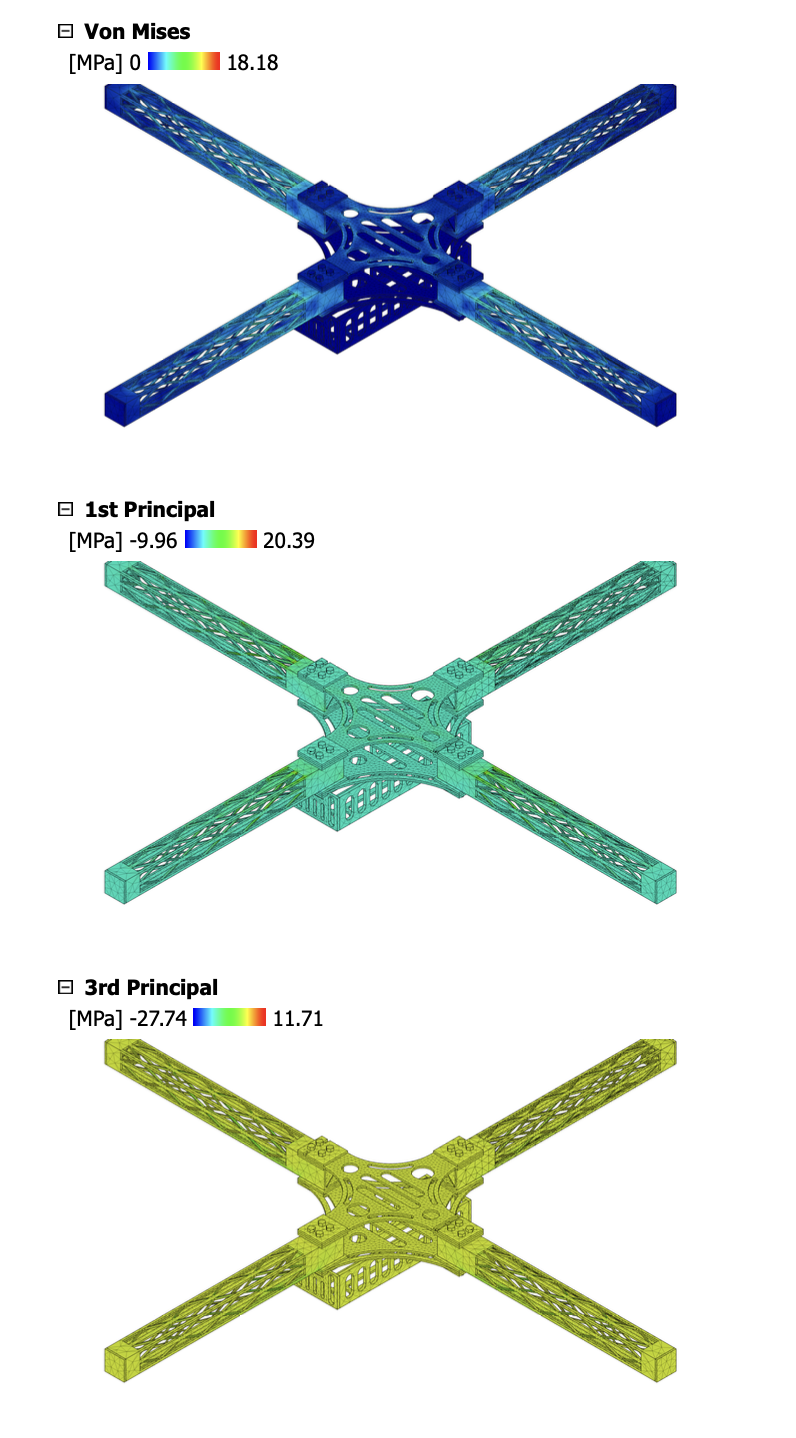 Von Mises
[MPa] 0 18.18
1st Principal
[MPa] -9.96 20.39
3rd Principal
[MPa] -27.74 11.71